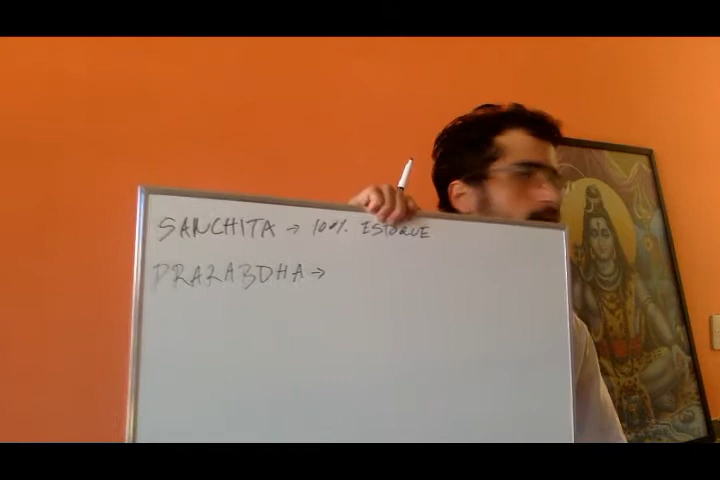 SANCHITA → 100% ESTOQUE
PRARABDHA →